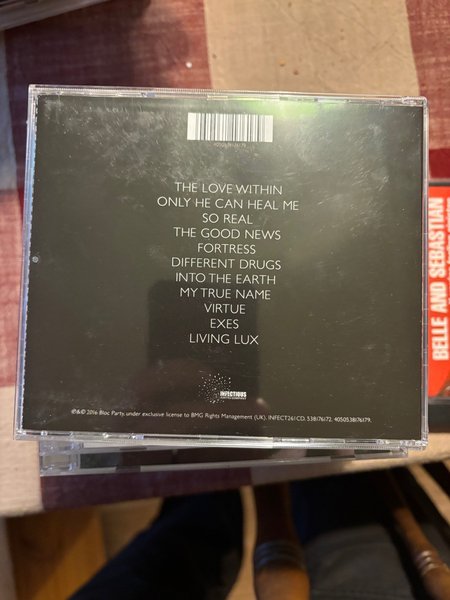 4050538176179
THE LOVE WITHIN
ONLY HE CAN HEAL ME
SO REAL
THE GOOD NEWS
FORTRESS
DIFFERENT DRUGS
INTO THE EARTH
MY TRUE NAME
VIRTUE
EXES
LIVING LUX
INFECTIOUS
℗&© 2016 Bloc Party, under exclusive license to BMG Rights Management (UK). INFECT261CD. 538176172. 4050538176179.
BELLE AND SEBASTIAN